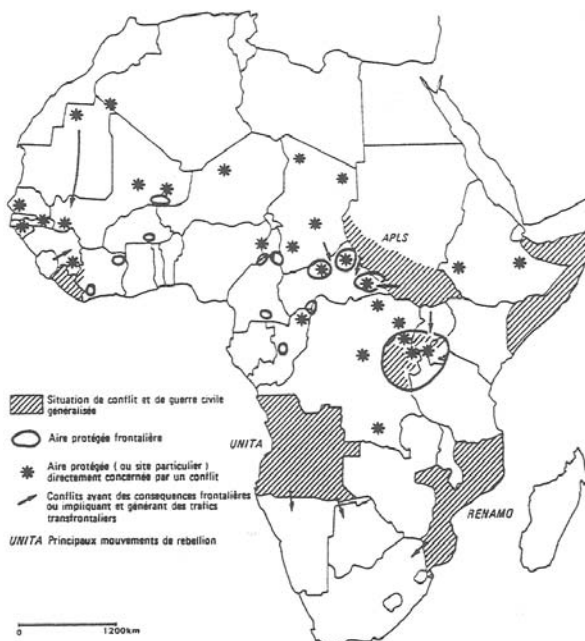 APLS
Situation de conflit et de guerre civile
généralisée
Aire protégée frontalière
UNITA
Aire protégée ( ou site particulier )
directement concernée par un conflit
Conflits ayant des consequences frontalières
ou impliquant et générant des trafics
transfrontaliers
RENAMO
UNITA Principaux mouvements de rebellion
0
1200km